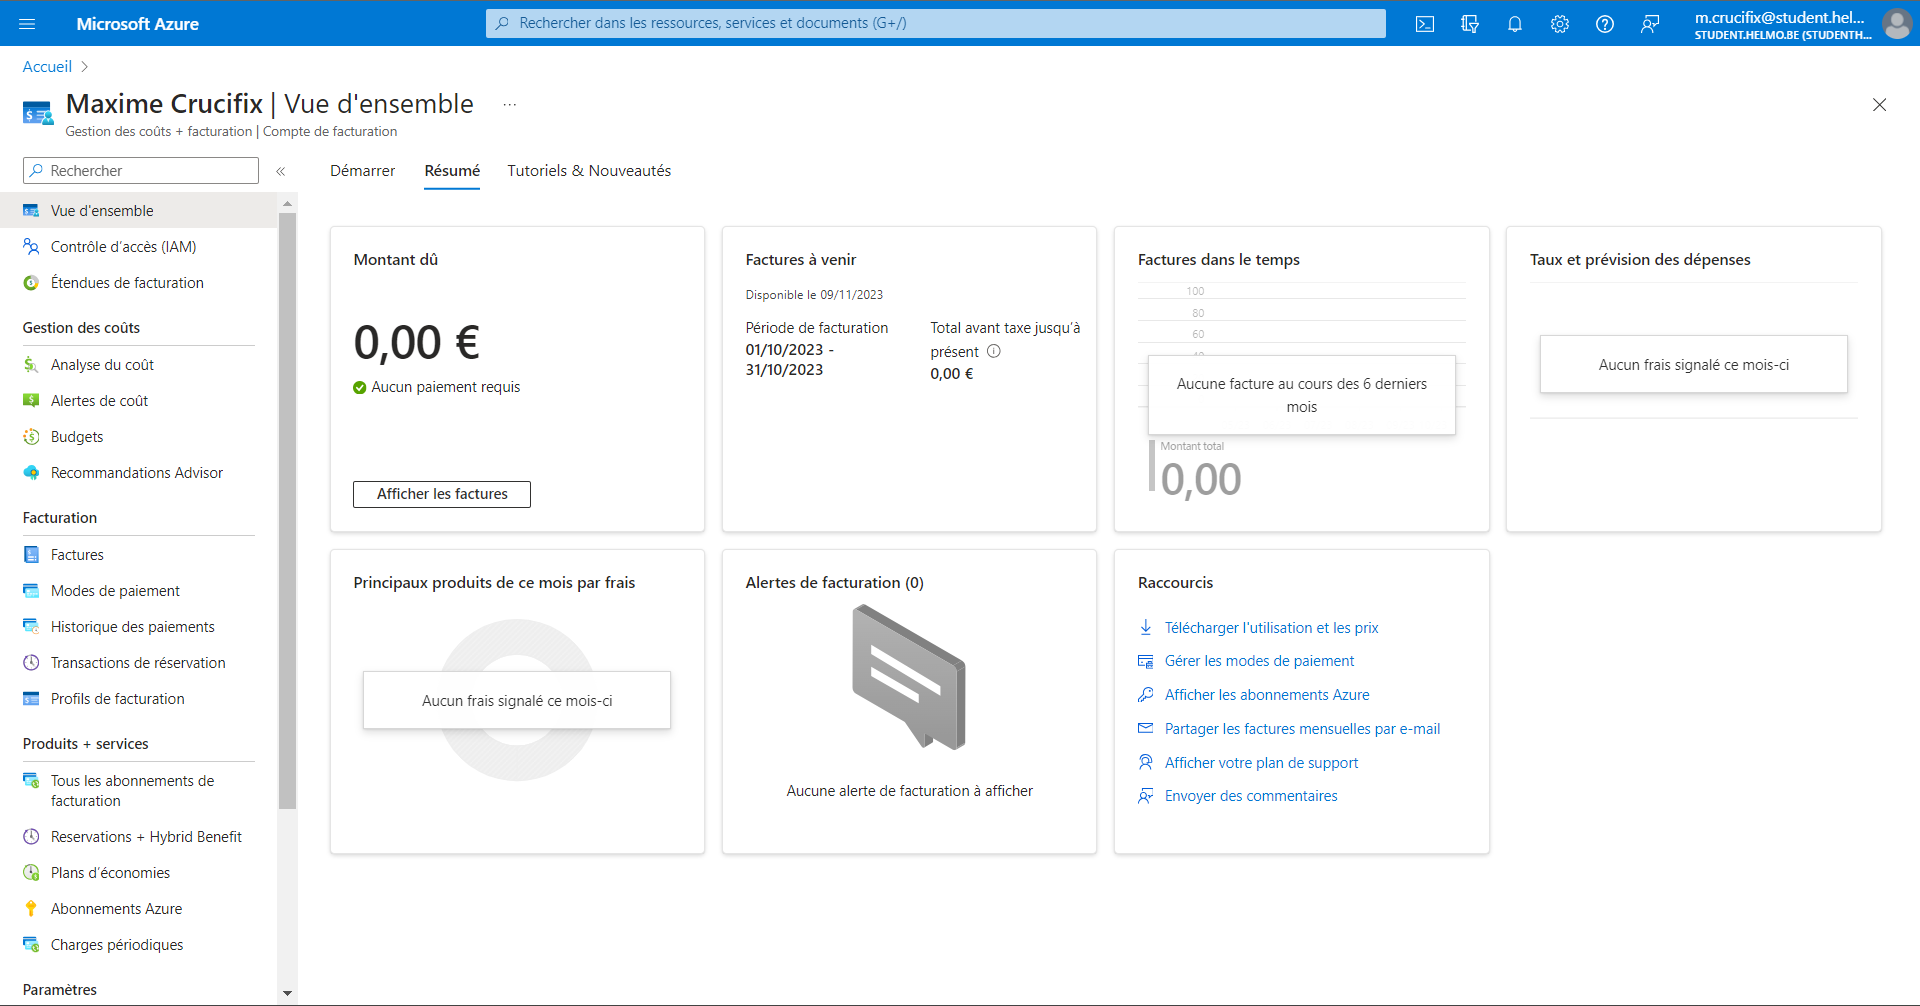 Microsoft Azure
Rechercher dans les ressources, services et documents (G+/)
m.crucifix@student.hel...
STUDENT.HELMO.BE (STUDENTH...
Accueil
Maxime Crucifix | Vue d'ensemble
...
Gestion des coûts + facturation | Compte de facturation
Rechercher
Vue d'ensemble
Contrôle d’accès (IAM)
Étendues de facturation
Gestion des coûts
Analyse du coût
Alertes de coût
Budgets
Recommandations Advisor
Facturation
Factures
Modes de paiement
Historique des paiements
Transactions de réservation
Profils de facturation
Produits + services
Tous les abonnements de
facturation
Reservations + Hybrid Benefit
Plans d’économies
Abonnements Azure
Charges périodiques
Paramètres
Démarrer
Résumé
Tutoriels & Nouveautés
Montant dû
0,00 €
Aucun paiement requis
Afficher les factures
Factures à venir
Disponible le 09/11/2023
Période de facturation
01/10/2023 -
31/10/2023
Total avant taxe jusqu’à
présent
0,00 €
Factures dans le temps
100
80
60
40
Aucune facture au cours des 6 derniers
mois
Montant total
0,00
Taux et prévision des dépenses
Aucun frais signalé ce mois-ci
Principaux produits de ce mois par frais
Aucun frais signalé ce mois-ci
Alertes de facturation (0)
Aucune alerte de facturation à afficher
Raccourcis
Télécharger l'utilisation et les prix
Gérer les modes de paiement
Afficher les abonnements Azure
Partager les factures mensuelles par e-mail
Afficher votre plan de support
Envoyer des commentaires